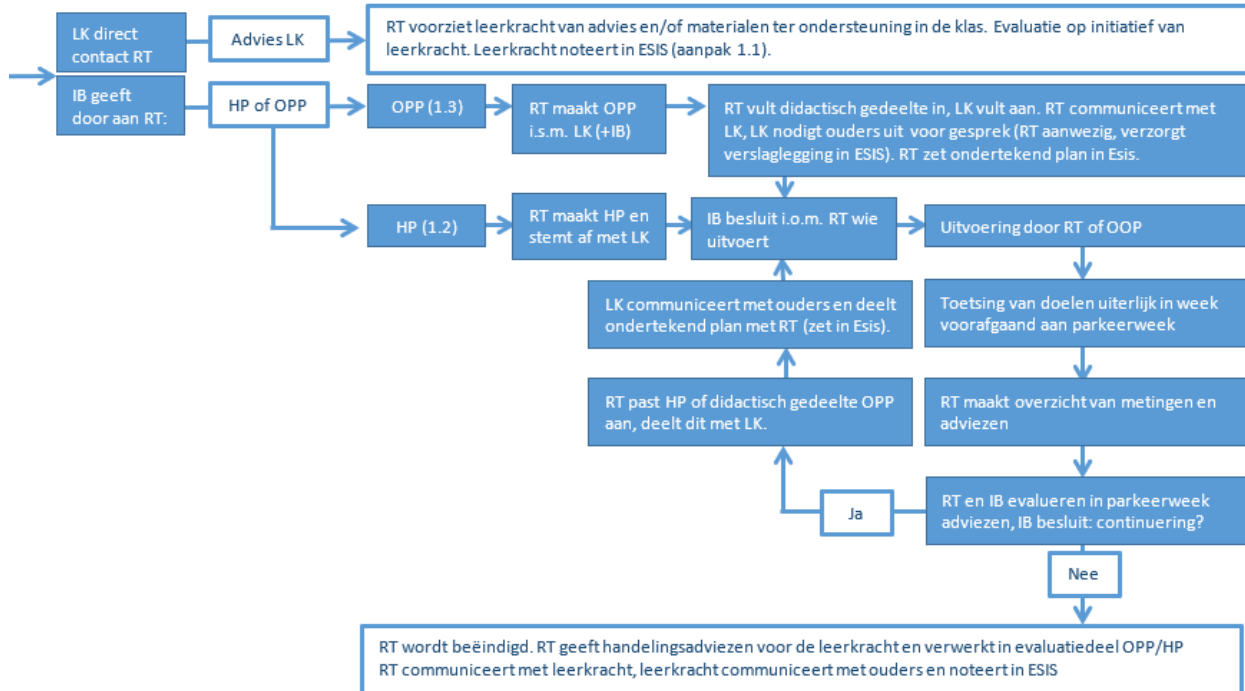 LK direct
contact RT
Advies LK
RT voorziet leerkracht van advies en/of materialen ter ondersteuning in de klas. Evaluatie op initiatief van
leerkracht. Leerkracht noteert in ESIS (aanpak 1.1).
IB geeft
door aan RT:
HP of OPP
OPP (1.3)
RT maakt OPP
i.s.m. LK (+IB)
RT vult didactisch gedeelte in, LK vult aan. RT communiceert met
LK, LK nodigt ouders uit voor gesprek (RT aanwezig, verzorgt
verslaglegging in ESIS). RT zet ondertekend plan in Esis.
HP (1.2)
RT maakt HP en
stemt af met LK
IB besluit i.o.m. RT wie
uitvoert
Uitvoering door RT of OOP
LK communiceert met ouders en deelt
ondertekend plan met RT (zet in Esis).
Toetsing van doelen uiterlijk in week
voorafgaand aan parkeerweek
RT past HP of didactisch gedeelte OPP
aan, deelt dit met LK.
RT maakt overzicht van metingen en
adviezen
Ja
RT en IB evalueren in parkeerweek
adviezen, IB besluit: continuering?
Nee
RT wordt beëindigd. RT geeft handelingsadviezen voor de leerkracht en verwerkt in evaluatiedeel OPP/HP
RT communiceert met leerkracht, leerkracht communiceert met ouders en noteert in ESIS